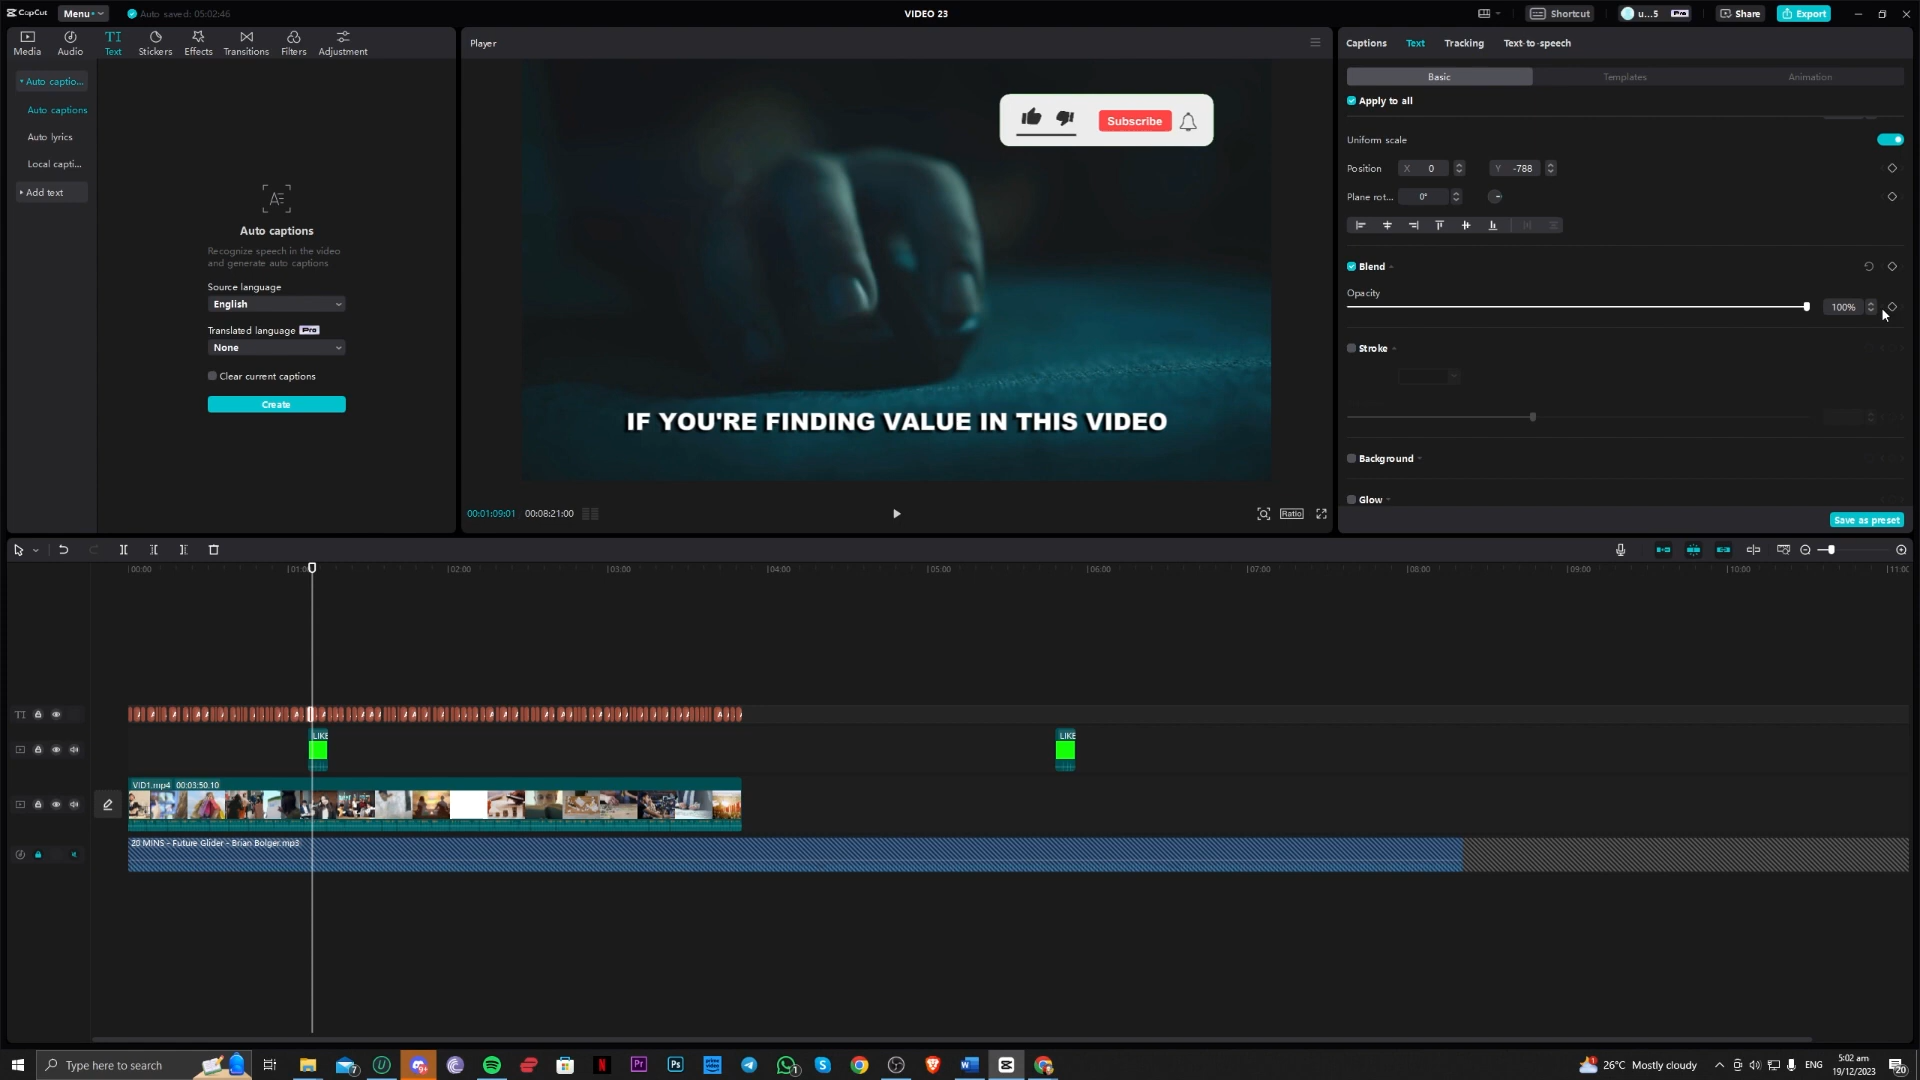 CapCut
Menu
Auto saved: 05:02:46
VIDEO 23
Shortcut
u...5
Pro
Share
Export
Media
Audio
TI
Text
Stickers
Effects
Transitions
Filters
Adjustment
Auto captio...
Auto captions
Auto lyrics
Local capti...
Add text
Auto captions
Recognize speech in the video
and generate auto captions
Source language
English
Translated language Pro
None
Clear current captions
Create
Player
Subscribe
IF YOU'RE FINDING VALUE IN THIS VIDEO
00:01:09:01 00:08:21:00
Ratio
Captions
Text
Tracking
Text-to-speech
Basic
Templates
Animation
Apply to all
Uniform scale
Position X 0 Y -788
Plane rot... 0°
Blend
Opacity
100%
Stroke
Background
Glow
Save as preset
00:00 01:00 02:00 03:00 04:00 05:00 06:00 07:00 08:00 09:00 10:00 11:00
TI
LIKE
LIKE
VID1.mp4 00:03:50:10
20 MINS - Future Glider - Brian Bolger.mp3
Type here to search
26°C Mostly cloudy
ENG
5:02 am
19/12/2023
20